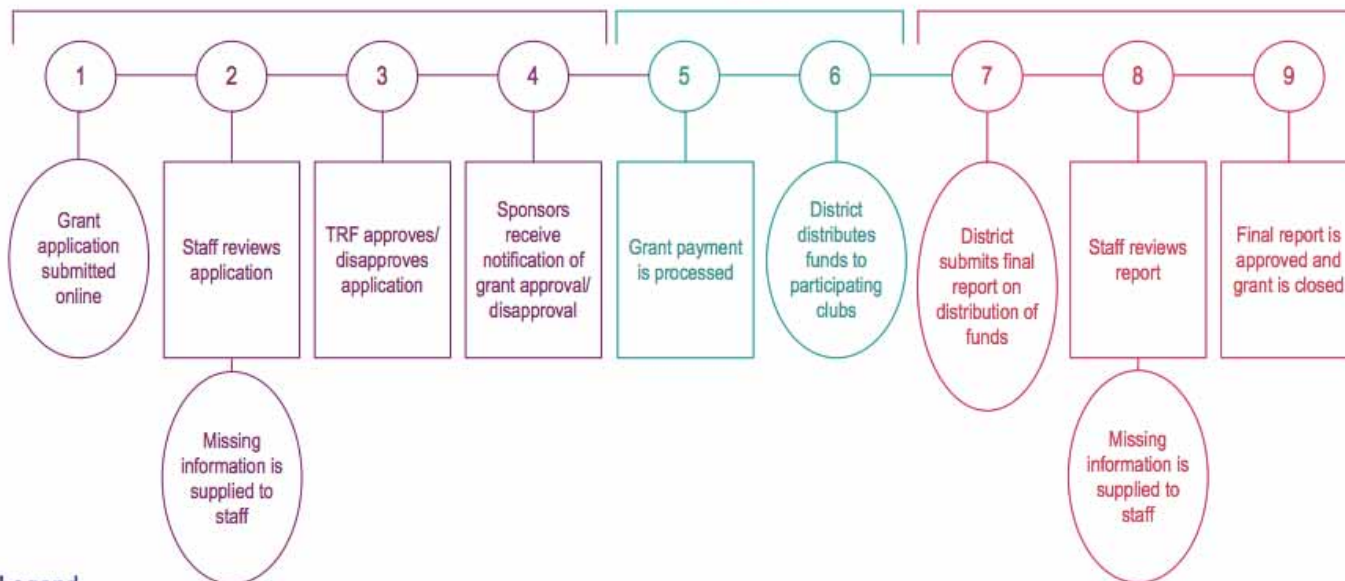 1
2
3
4
5
6
7
8
9
Grant
application
submitted
online
Staff reviews
application
TRF approves/
disapproves
application
Sponsors
receive
notification of
grant approval/
disapproval
Grant payment
is processed
District
distributes
funds to
participating
clubs
District
submits final
report on
distribution of
funds
Staff reviews
report
Final report is
approved and
grant is closed
Missing
information is
supplied to
staff
Missing
information is
supplied to
staff